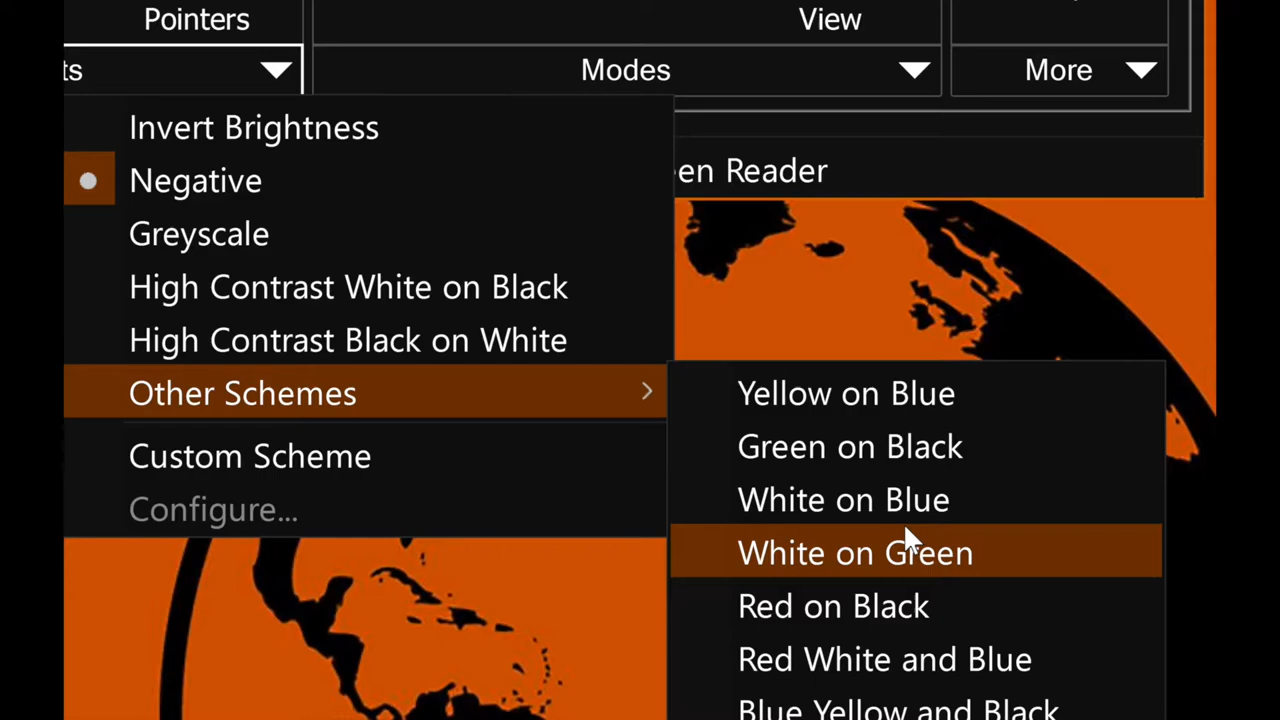 Pointers
View
ts
Modes
More
Invert Brightness
een Reader
Negative
Greyscale
High Contrast White on Black
High Contrast Black on White
Other Schemes
Custom Scheme
Configure...
Yellow on Blue
Green on Black
White on Blue
White on Green
Red on Black
Red White and Blue
Blue Yellow and Black